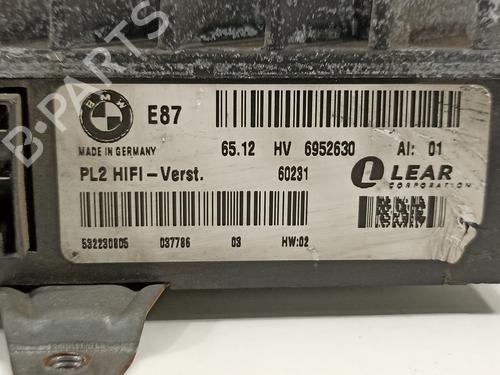 BMW
E87
MADE IN GERMANY
65.12 HV 6952630 AI: 01
PL2 HIFI-Verst. 60231
LEAR
CORPORATION
532230805 037786 03 HW:02
B-PARTS